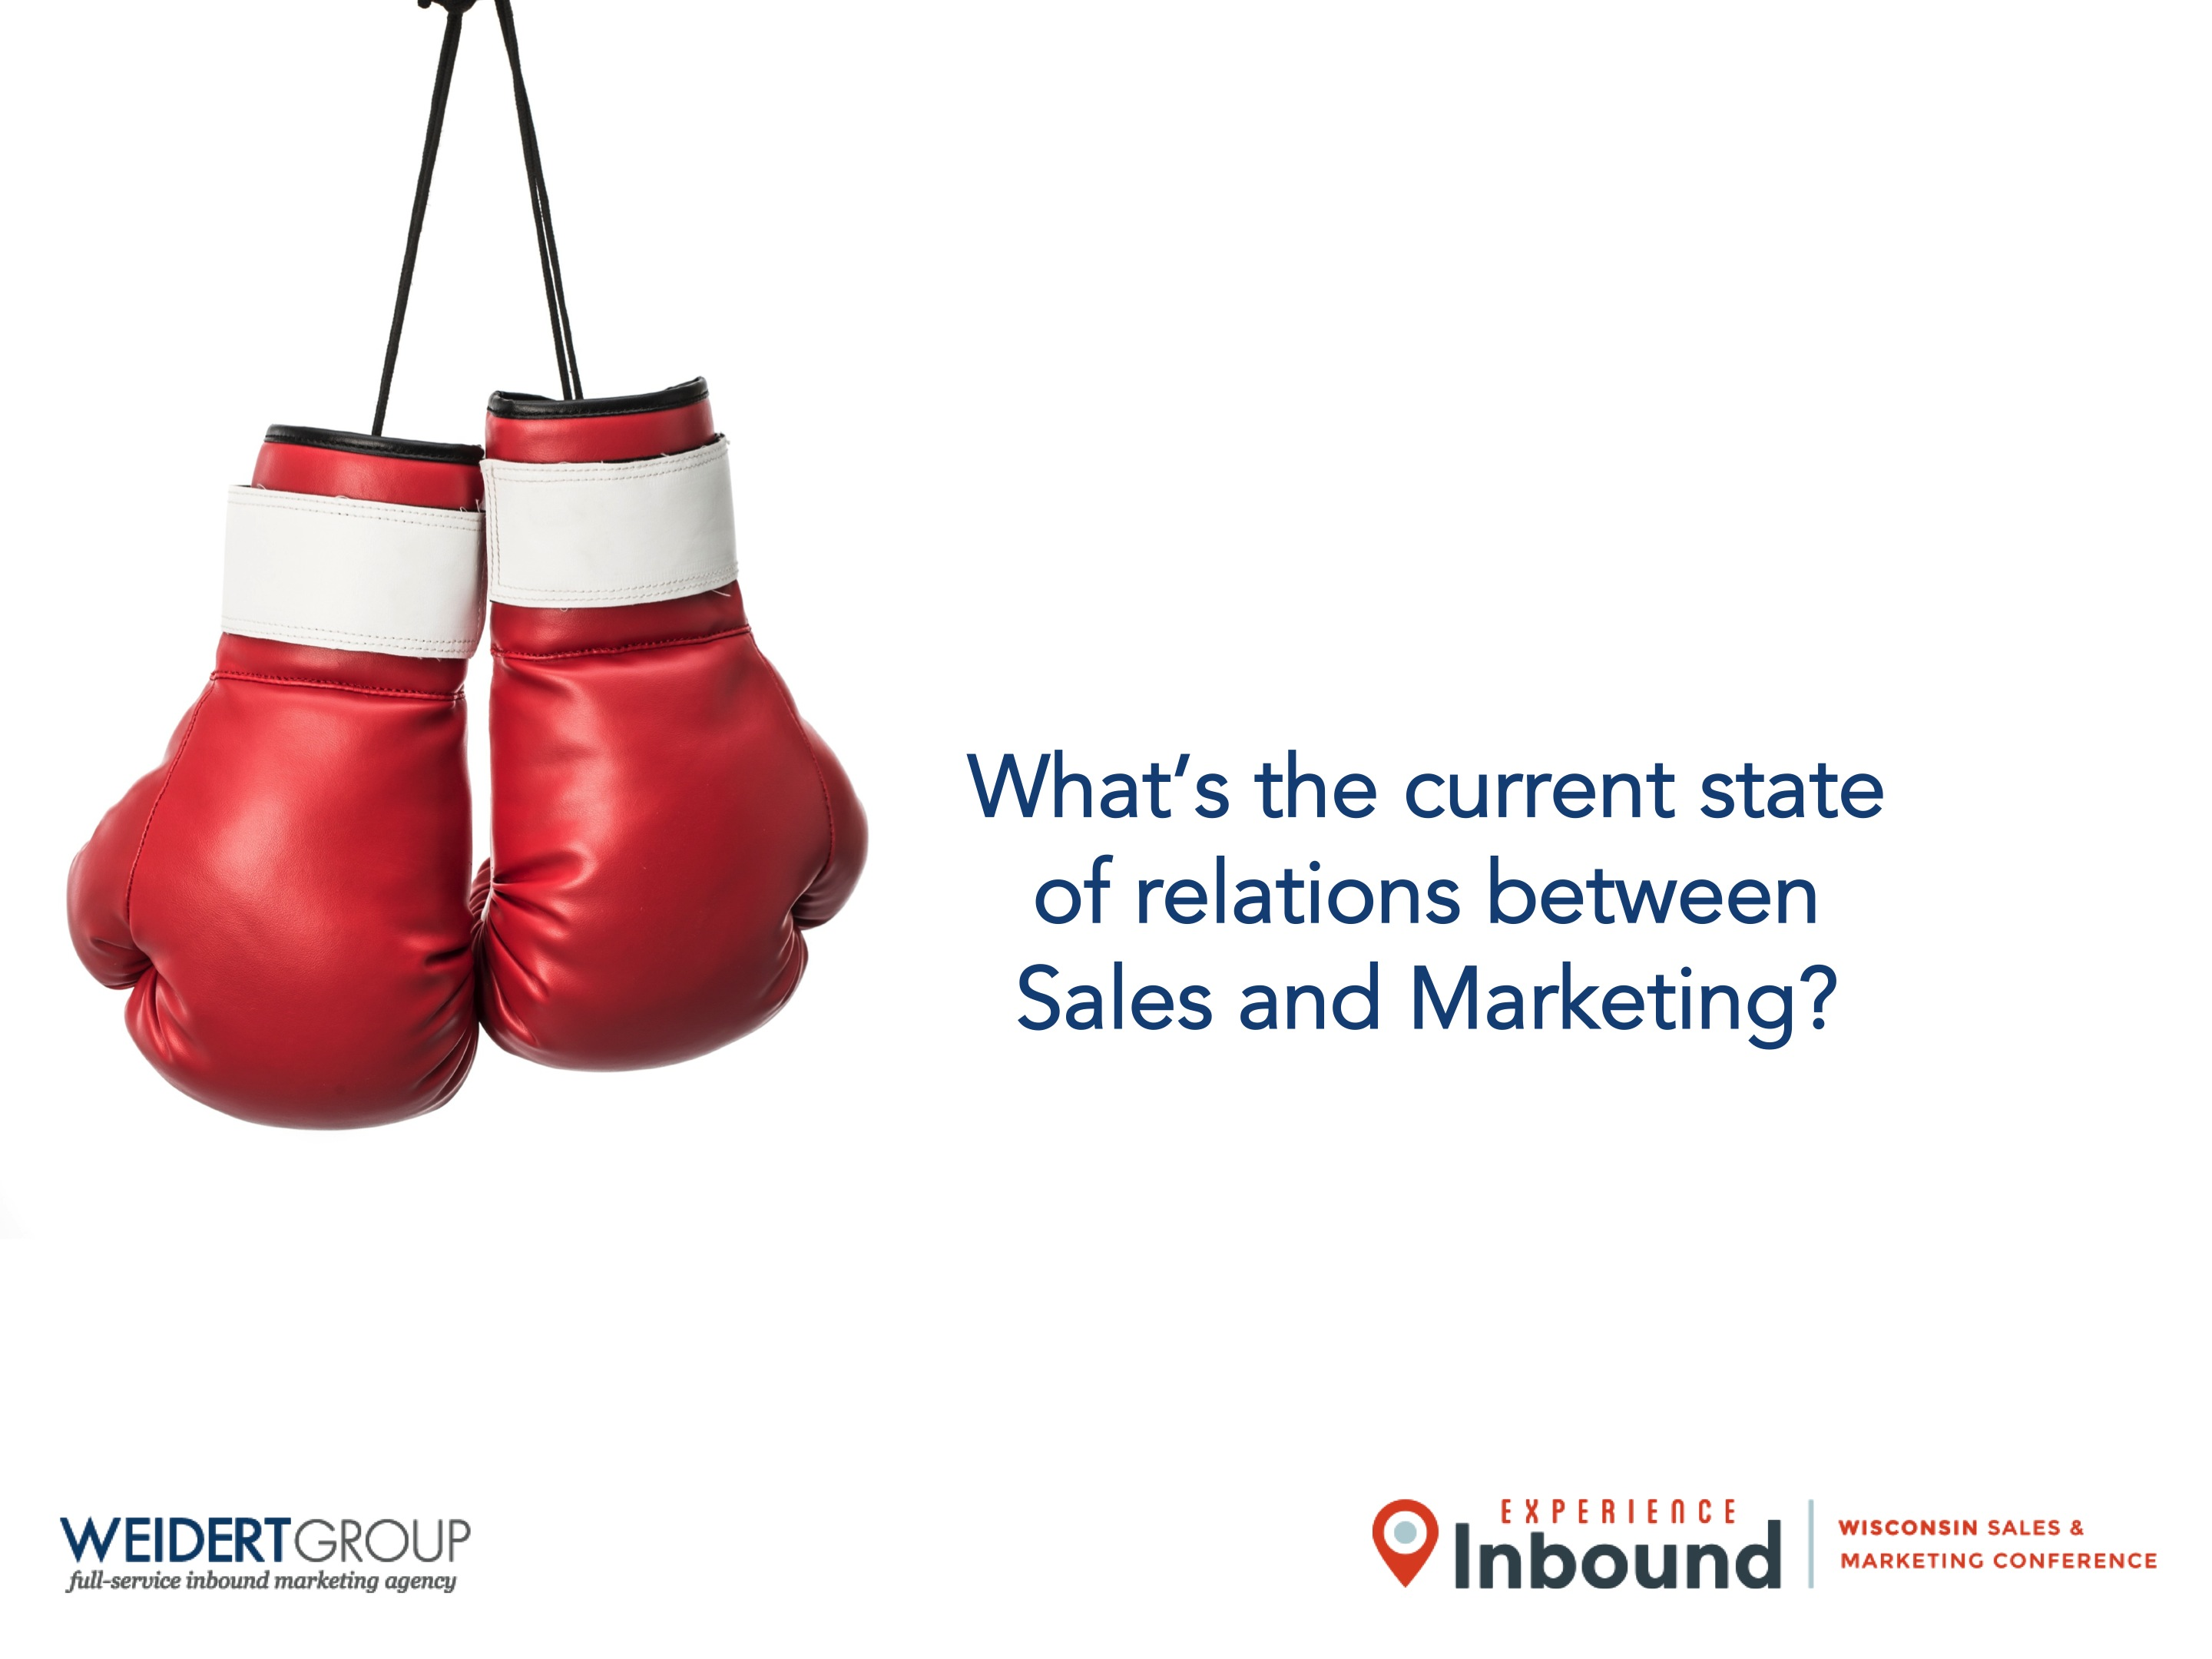 What's the current state
of relations between
Sales and Marketing?
WEIDERTGROUP
full-service inbound marketing agency
EXPERIENCE
Inbound
WISCONSIN SALES &
MARKETING CONFERENCE